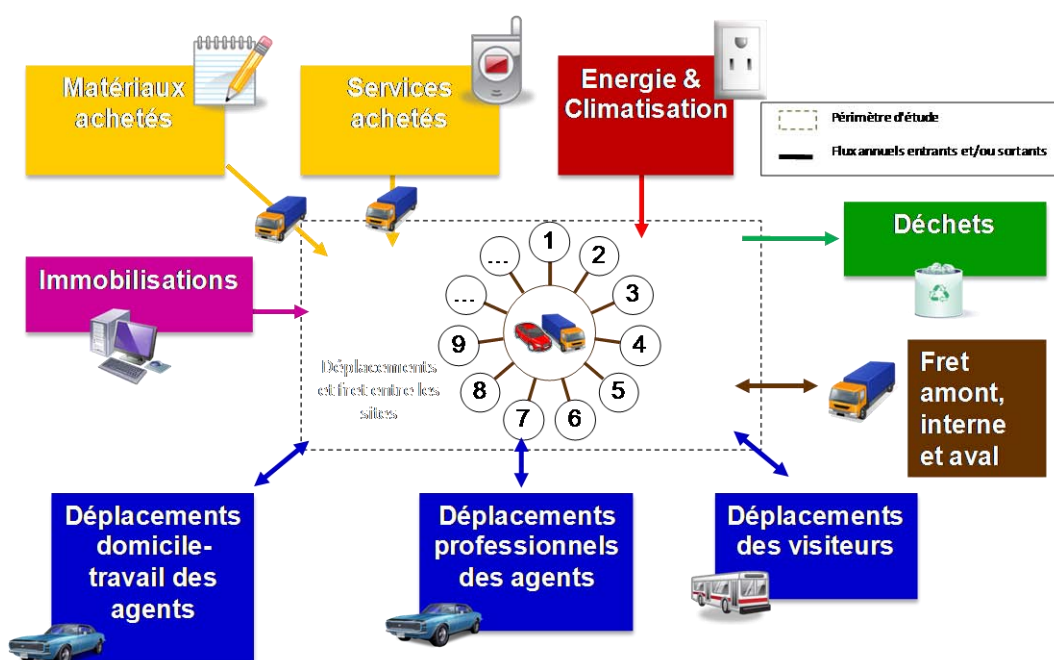 Matériaux
achetés
Services
achetés
Energie &
Climatisation
Périmètre d'étude
Flux annuels entrants et/ou sortants
Déchets
Immobilisations
1
2
3
4
5
6
7
8
9
...
...
Déplacements
et fret entre les
sites
Fret
amont,
interne
et aval
Déplacements
domicile-
travail des
agents
Déplacements
professionnels
des agents
Déplacements
des visiteurs